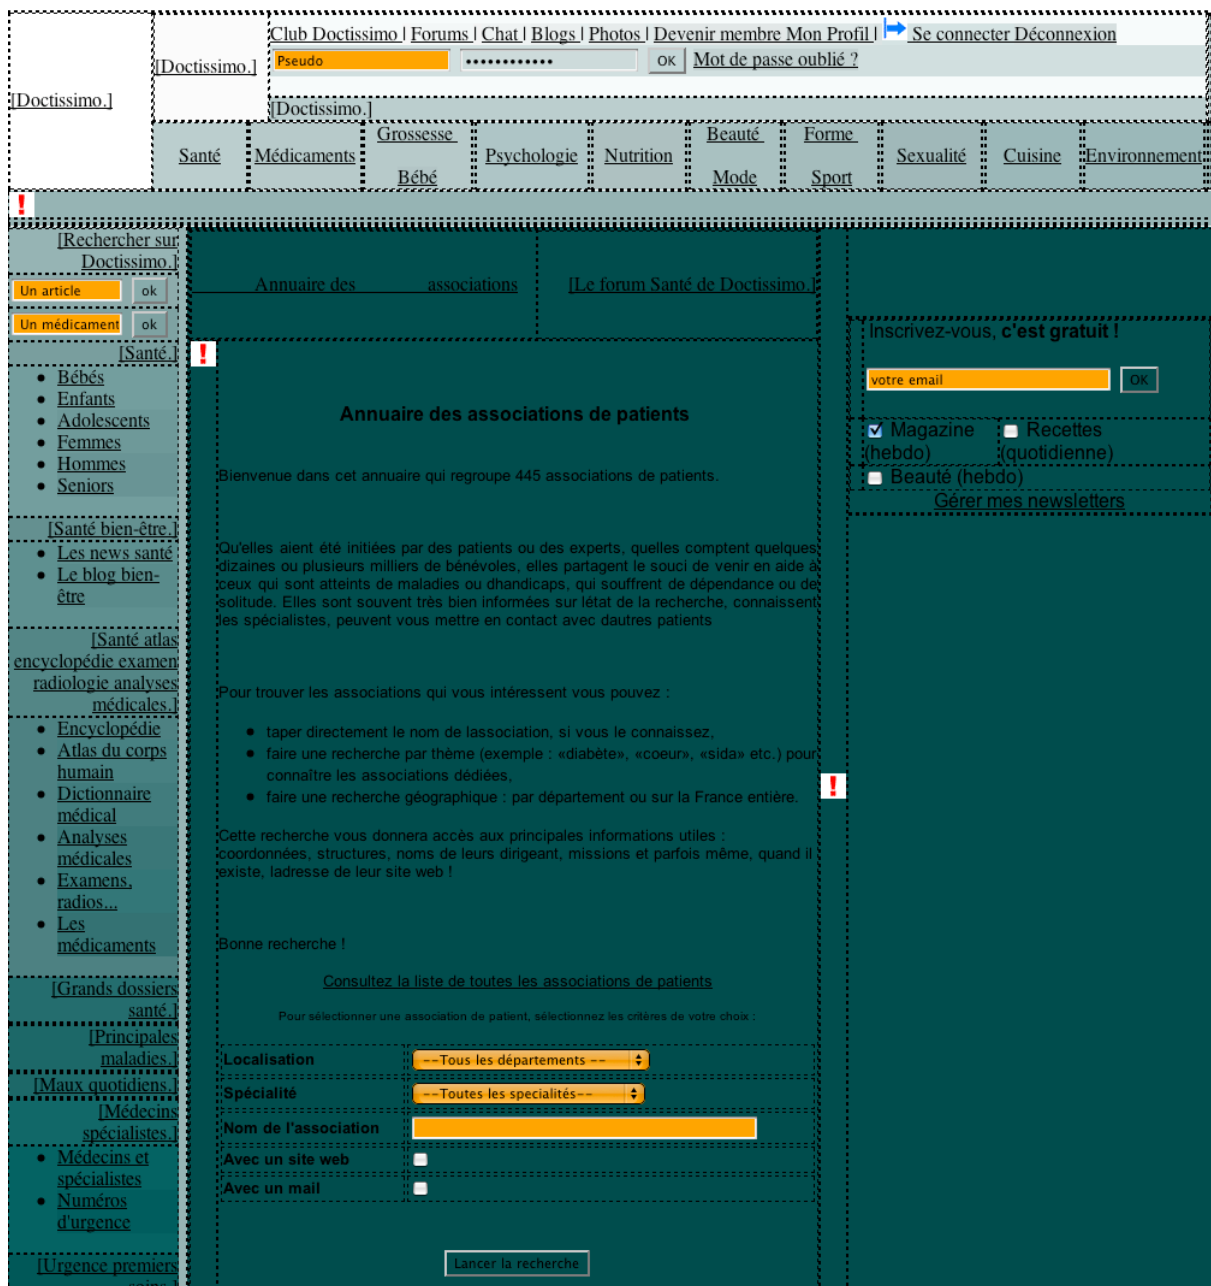 Club Doctissimo | Forums | Chat | Blogs | Photos | Devenir membre Mon Profil | Se connecter Déconnexion
[Doctissimo.]
Pseudo •••••••••••• OK Mot de passe oublié ?
[Doctissimo.]
[Doctissimo.]
Santé Médicaments Grossesse Bébé Psychologie Nutrition Beauté Mode Forme Sport Sexualité Cuisine Environnement
!
[Rechercher sur
Doctissimo.]
Un article ok
Un médicament ok
[Santé.]
• Bébés
• Enfants
• Adolescents
• Femmes
• Hommes
• Seniors
[Santé bien-être.]
• Les news santé
• Le blog bien-
être
[Santé atlas
encyclopédie examen
radiologie analyses
médicales.]
• Encyclopédie
• Atlas du corps
humain
• Dictionnaire
médical
• Analyses
médicales
• Examens,
radios...
• Les
médicaments
[Grands dossiers
santé.]
[Principales
maladies.]
[Maux quotidiens.]
[Médecins
spécialistes.]
• Médecins et
spécialistes
• Numéros
d'urgence
[Urgence premiers
soins.]
Annuaire des associations
[Le forum Santé de Doctissimo.]
!
Annuaire des associations de patients
Bienvenue dans cet annuaire qui regroupe 445 associations de patients.
Qu'elles aient été initiées par des patients ou des experts, quelles comptent quelques
dizaines ou plusieurs milliers de bénévoles, elles partagent le souci de venir en aide à
ceux qui sont atteints de maladies ou dhandicaps, qui souffrent de dépendance ou de
solitude. Elles sont souvent très bien informées sur létat de la recherche, connaissent
les spécialistes, peuvent vous mettre en contact avec dautres patients
Pour trouver les associations qui vous intéressent vous pouvez :
• taper directement le nom de lassociation, si vous le connaissez,
• faire une recherche par thème (exemple : «diabète», «coeur», «sida» etc.) pour
connaître les associations dédiées,
• faire une recherche géographique : par département ou sur la France entière.
Cette recherche vous donnera accès aux principales informations utiles :
coordonnées, structures, noms de leurs dirigeant, missions et parfois même, quand il
existe, ladresse de leur site web !
Bonne recherche !
Consultez la liste de toutes les associations de patients
Pour sélectionner une association de patient, sélectionnez les critères de votre choix :
Localisation --Tous les départements --
Spécialité --Toutes les specialités--
Nom de l'association
Avec un site web
Avec un mail
Lancer la recherche
!
Inscrivez-vous, c'est gratuit !
votre email OK
Magazine
(hebdo)
Recettes
(quotidienne)
Beauté (hebdo)
Gérer mes newsletters